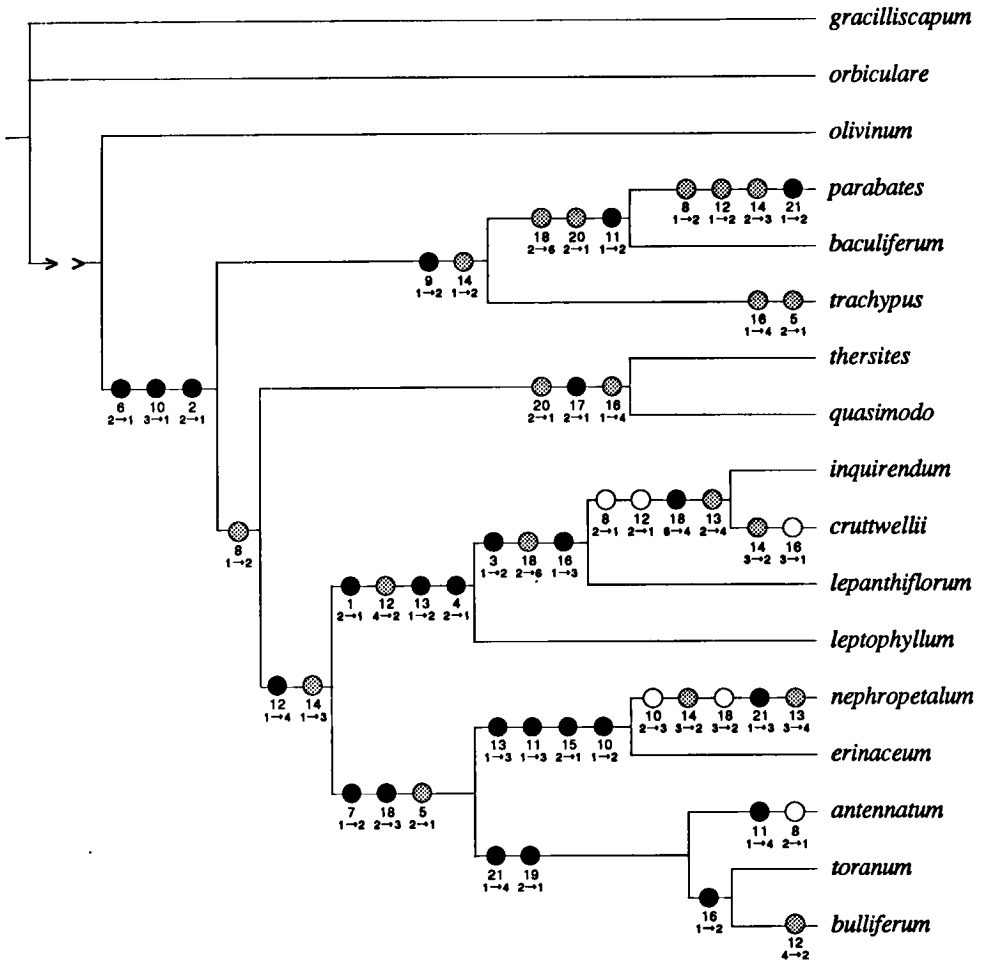 gracilliscapum
orbiculare
olivinum
parabates
8 12 14 21
1→2 1→2 2→3 1→2
18 20 11
2→6 2→1 1→2
baculiferum
9 14
1→2 1→2
trachypus
16 5
1→4 2→1
thersites
20 17 16
2→1 2→1 1→4
quasimodo
6 10 2
2→1 3→1 2→1
inquirendum
8 12 18 13
2→1 2→1 6→4 2→4
cruttwellii
14 16
3→2 3→1
8
1→2
3 18 16
1→2 2→6 1→3
lepanthiflorum
1 12 13 4
2→1 4→2 1→2 2→1
leptophyllum
12 14
1→4 1→3
nephropetalum
10 14 18 21 13
2→3 3→2 3→2 1→3 3→4
13 11 15 10
1→3 1→3 2→1 1→2
erinaceum
7 18 5
1→2 2→3 2→1
antennatum
11 8
1→4 2→1
21 19
1→4 2→1
toranum
16
1→2
bulliferum
12
4→2